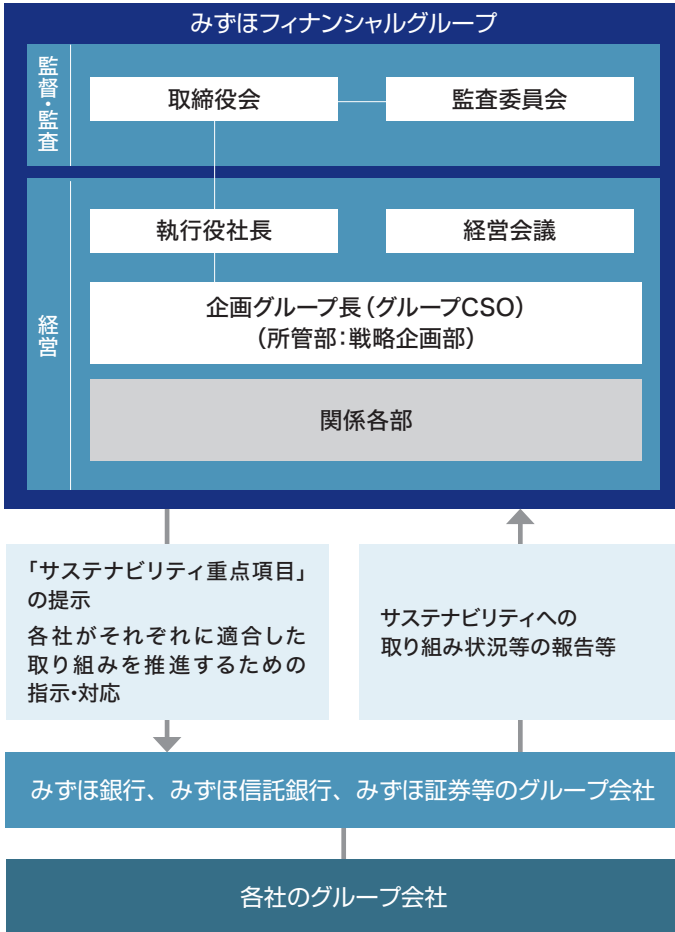 みずほフィナンシャルグループ
監督・監査
取締役会
監査委員会
経営
執行役社長
経営会議
企画グループ長（グループCSO）
（所管部：戦略企画部）
関係各部
「サステナビリティ重点項目」
の提示
各社がそれぞれに適合した
取り組みを推進するための
指示・対応
サステナビリティへの
取り組み状況等の報告等
みずほ銀行、みずほ信託銀行、みずほ証券等のグループ会社
各社のグループ会社